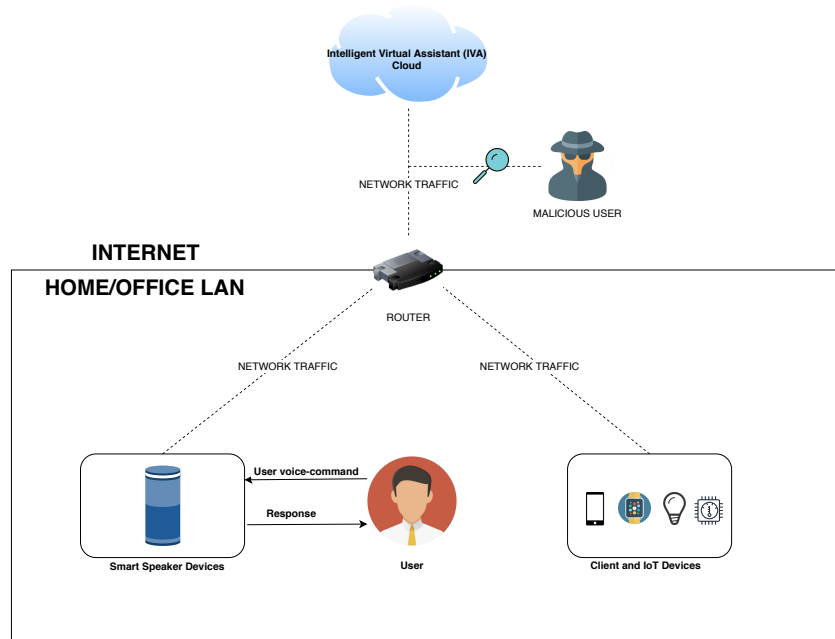 Intelligent Virtual Assistant (IVA)
Cloud
NETWORK TRAFFIC
MALICIOUS USER
INTERNET
HOME/OFFICE LAN
ROUTER
NETWORK TRAFFIC
NETWORK TRAFFIC
User voice-command
Response
Smart Speaker Devices
User
Client and IoT Devices